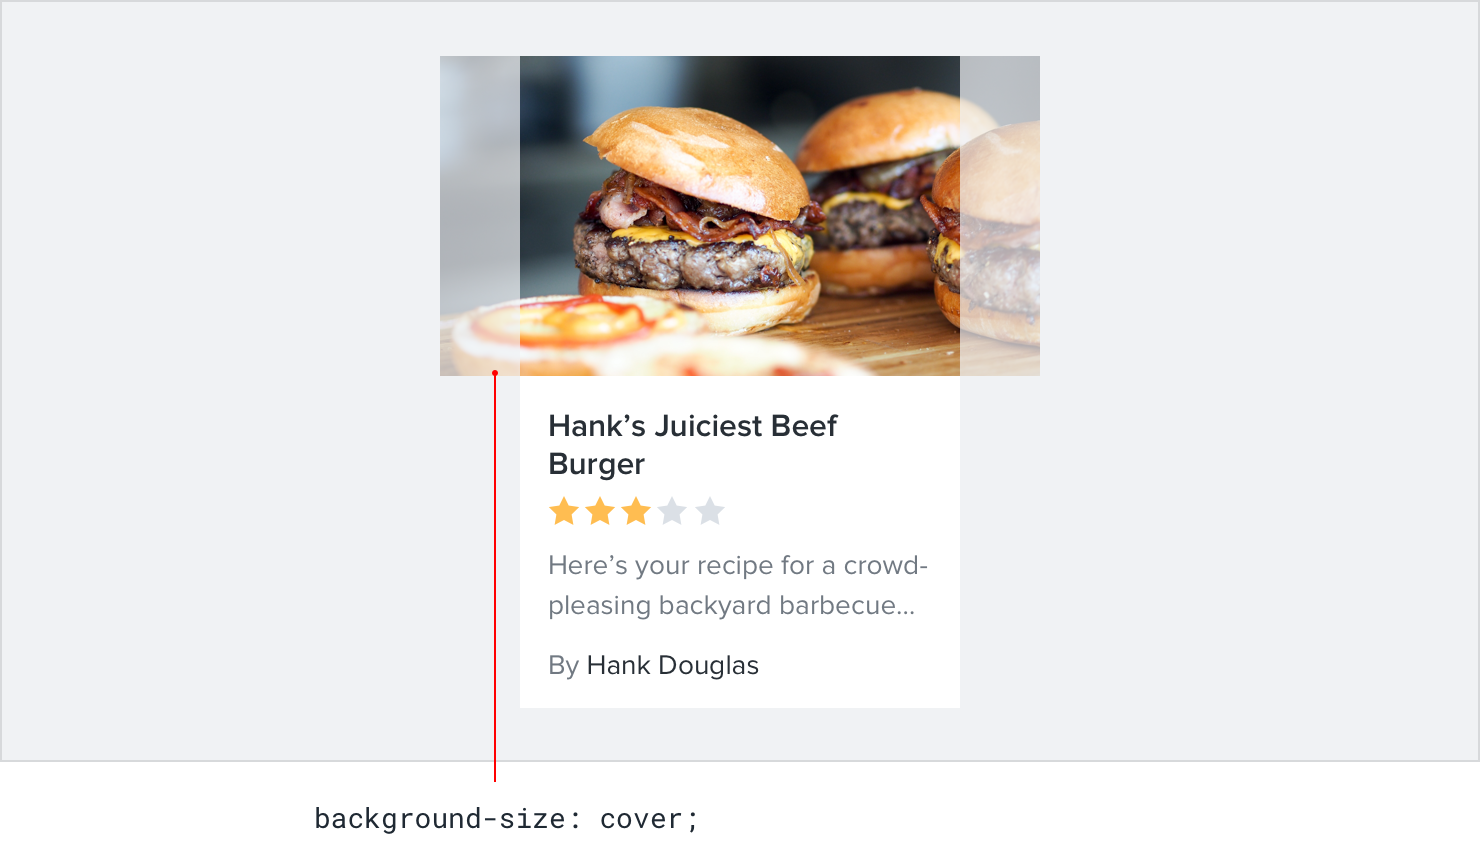 Hank’s Juiciest Beef
Burger
Here’s your recipe for a crowd-
pleasing backyard barbecue...
By Hank Douglas
background-size: cover;